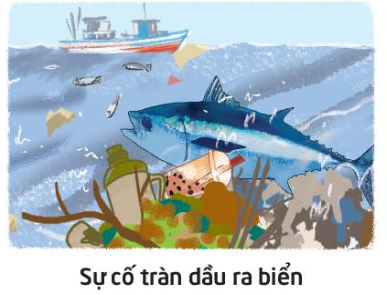 Sự cố tràn dầu ra biển